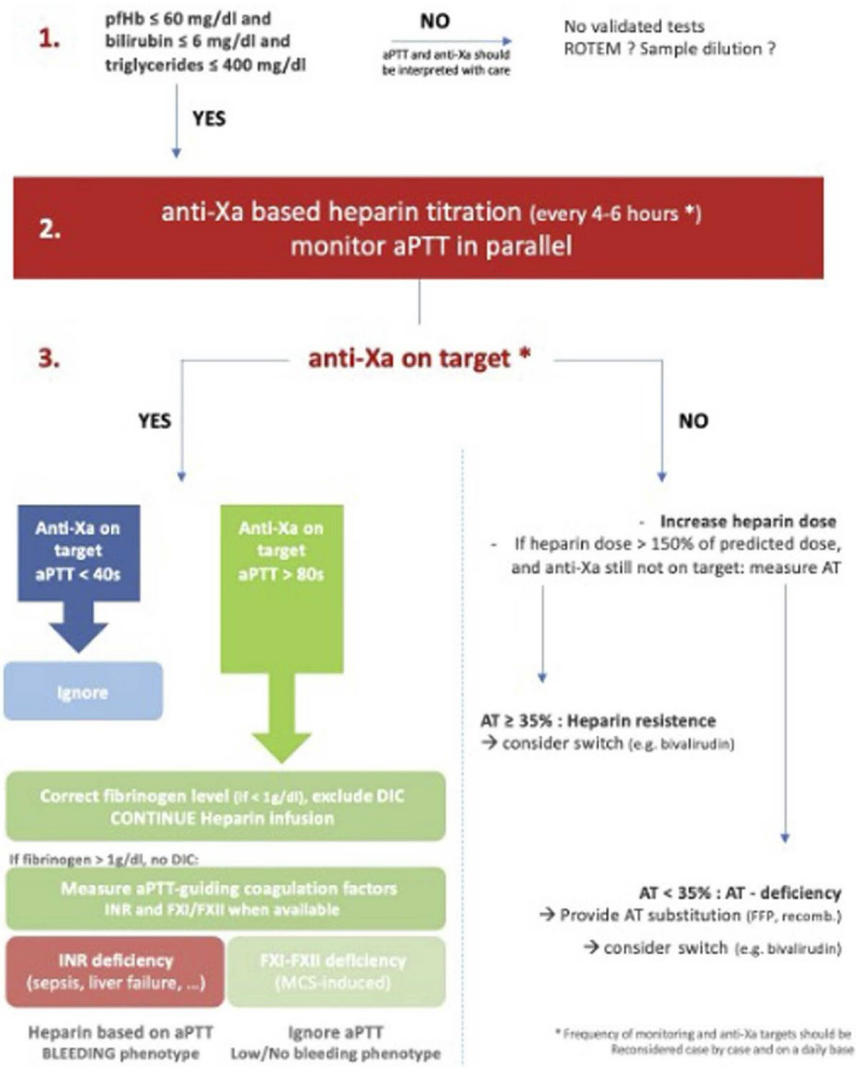 1.
pfHb ≤ 60 mg/dl and
bilirubin ≤ 6 mg/dl and
triglycerides ≤ 400 mg/dl
NO
aPTT and anti-Xa should
be interpreted with care
No validated tests
ROTEM ? Sample dilution ?
YES
2.
anti-Xa based heparin titration (every 4-6 hours *)
monitor aPTT in parallel
3.
anti-Xa on target *
YES
NO
Anti-Xa on
target
aPTT < 40s
Ignore
Anti-Xa on
target
aPTT > 80s
Correct fibrinogen level (if < 1g/dl), exclude DIC
CONTINUE Heparin infusion
If fibrinogen > 1g/dl, no DIC:
Measure aPTT-guiding coagulation factors
INR and FXI/FXII when available
INR deficiency
(sepsis, liver failure, ...)
FXI-FXII deficiency
(MCS-induced)
Heparin based on aPTT
BLEEDING phenotype
Ignore aPTT
Low/No bleeding phenotype
- Increase heparin dose
- If heparin dose > 150% of predicted dose,
and anti-Xa still not on target: measure AT
AT ≥ 35% : Heparin resistence
→ consider switch (e.g. bivalirudin)
AT < 35% : AT - deficiency
→ Provide AT substitution (FFP, recomb.)
→ consider switch (e.g. bivalirudin)
* Frequency of monitoring and anti-Xa targets should be
Reconsidered case by case and on a daily base